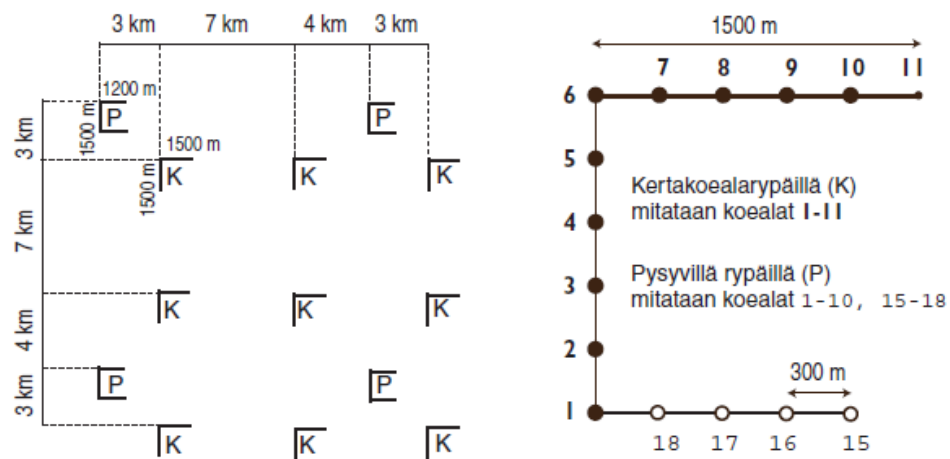 3 km 7 km 4 km 3 km
1200 m
P
P
1500 m
3 km
1500 m
K
K
K
1500 m
7 km
K
K
K
4 km
P
P
3 km
K
K
K
1500 m
7 8 9 10 11
6
5
Kertakoealarypäillä (K)
mitataan koealat 1-11
4
Pysyvillä rypäillä (P)
mitataan koealat 1-10, 15-18
3
2
300 m
1
18 17 16 15